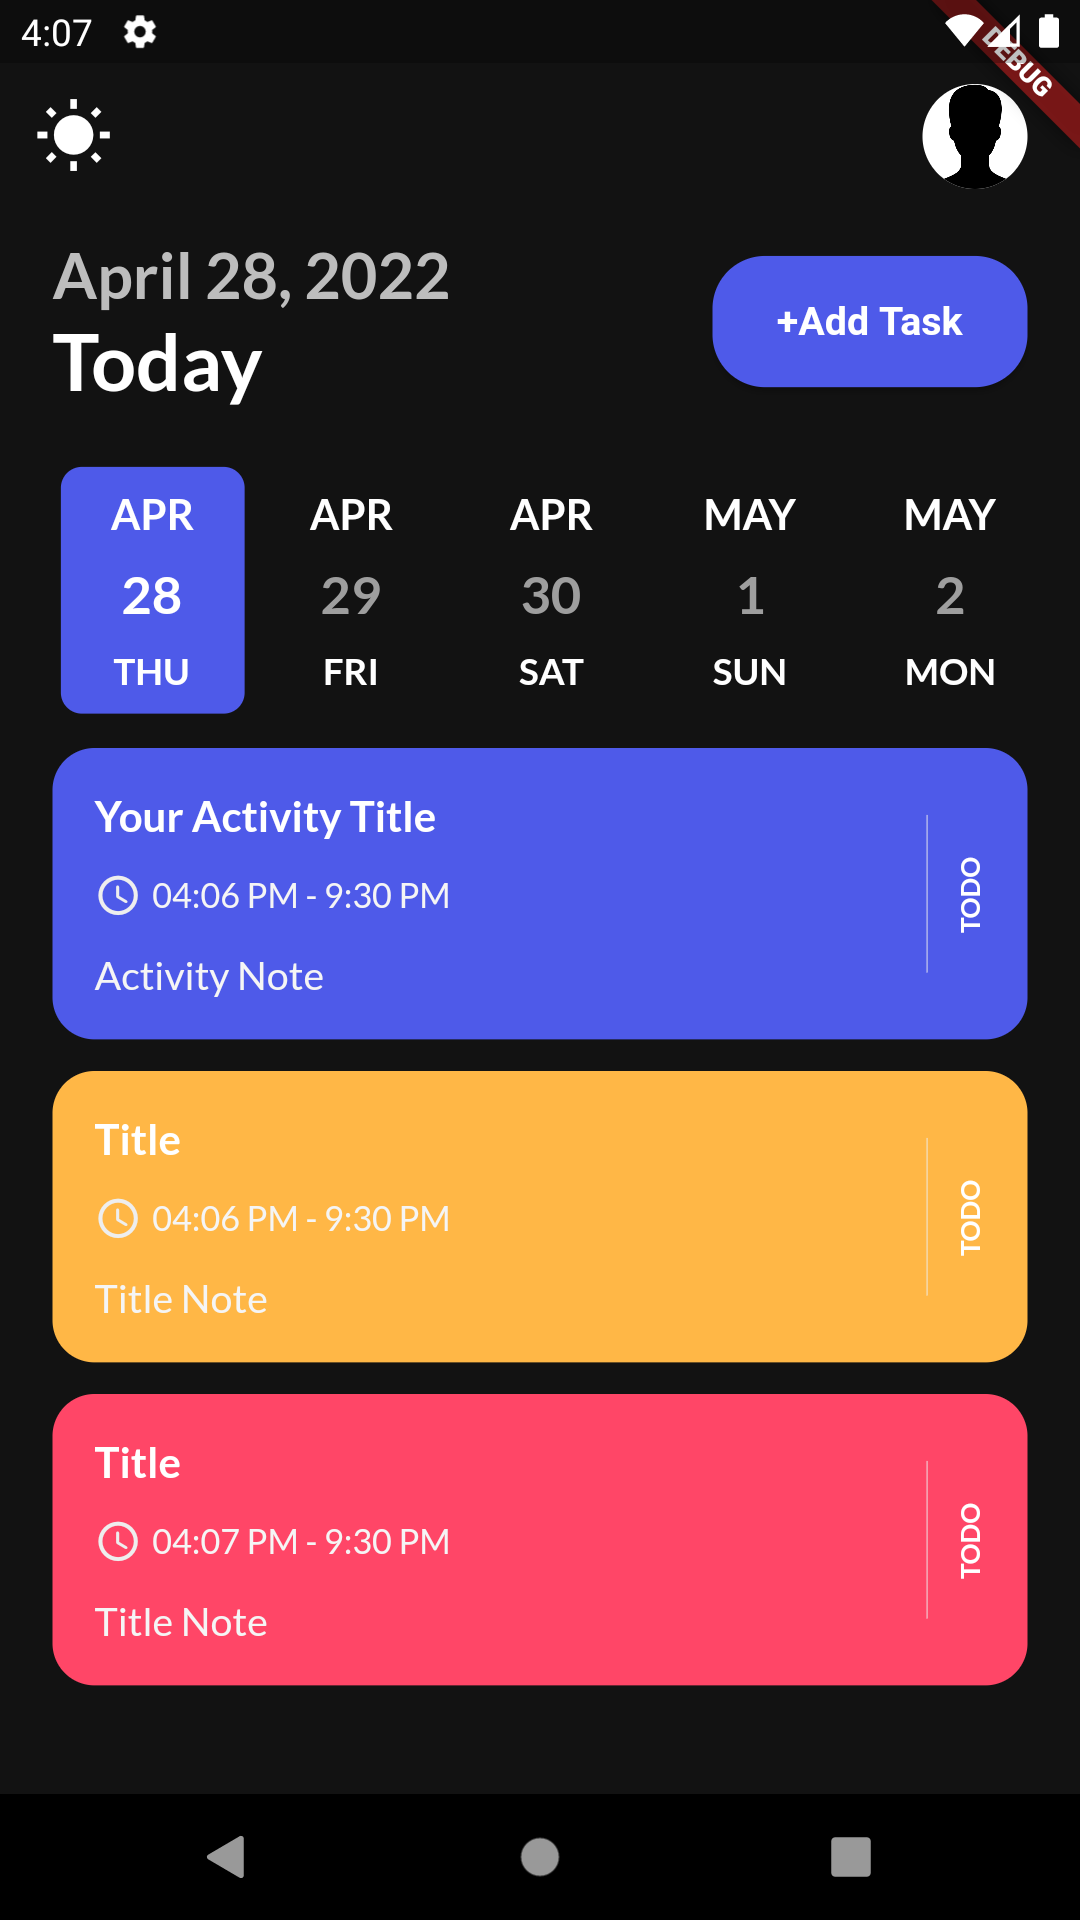 4:07
DEBUG
April 28, 2022
Today
+Add Task
APR APR APR MAY MAY
28 29 30 1 2
THU FRI SAT SUN MON
Your Activity Title
04:06 PM - 9:30 PM
Activity Note
TODO
Title
04:06 PM - 9:30 PM
Title Note
TODO
Title
04:07 PM - 9:30 PM
Title Note
TODO